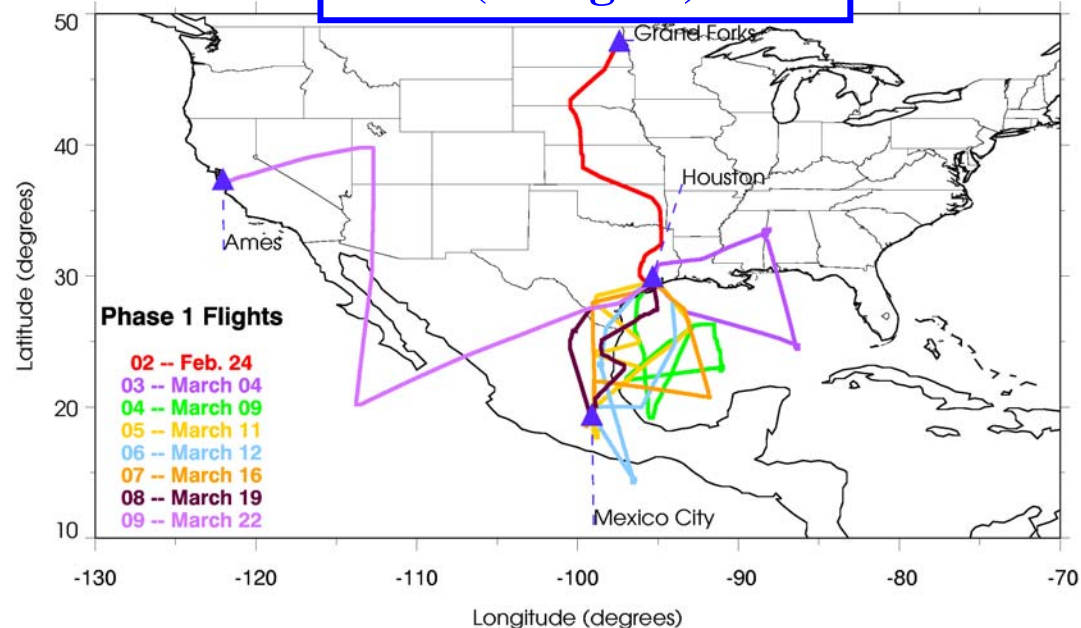 50
Grand Forks
40
Houston
Ames
30
Phase 1 Flights
02 -- Feb. 24
03 -- March 04
04 -- March 09
05 -- March 11
06 -- March 12
07 -- March 16
08 -- March 19
09 -- March 22
20
10
Mexico City
-130 -120 -110 -100 -90 -80 -70
Longitude (degrees)
Latitude (degrees)